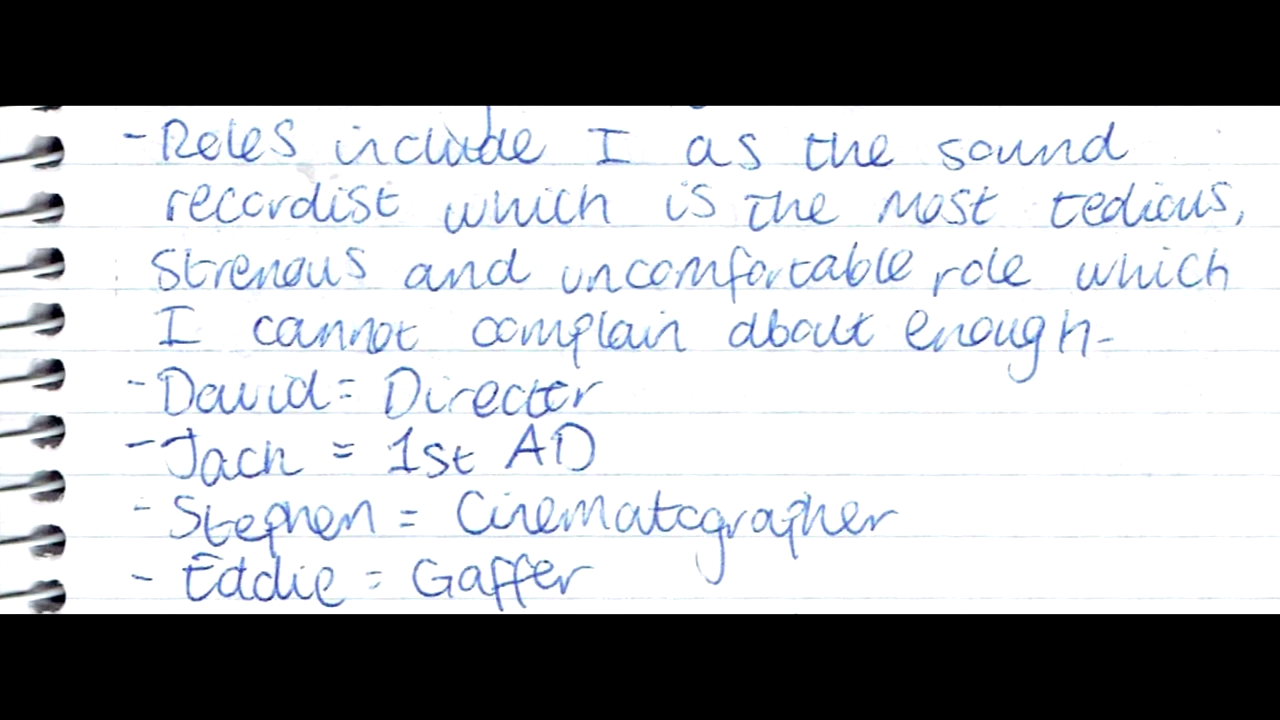 - Roles include I as the sound
recordist which is the most tedious,
strenous and uncomfortable role which
I cannot complain about enough.
- David = Director
- Jack = 1st AD
- Stephen = Cinematographer
- Eddie = Gaffer